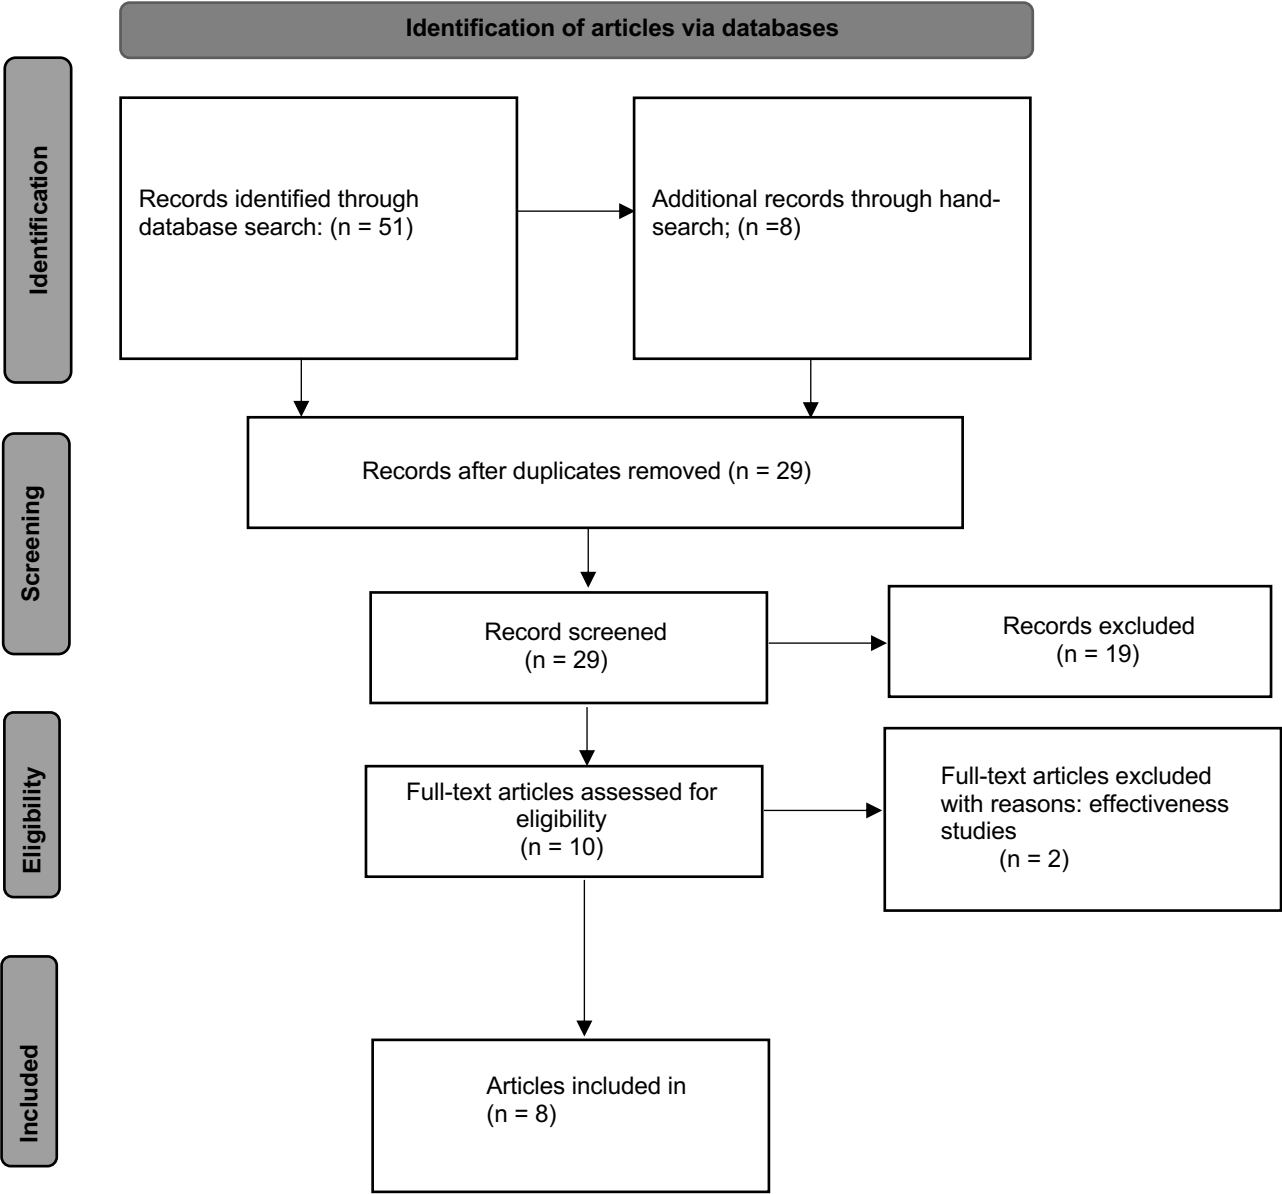 Identification of articles via databases
Identification
Records identified through
database search: (n = 51)
Additional records through hand-
search; (n =8)
Screening
Records after duplicates removed (n = 29)
Record screened
(n = 29)
Records excluded
(n = 19)
Eligibility
Full-text articles assessed for
eligibility
(n = 10)
Full-text articles excluded
with reasons: effectiveness
studies
(n = 2)
Included
Articles included in
(n = 8)